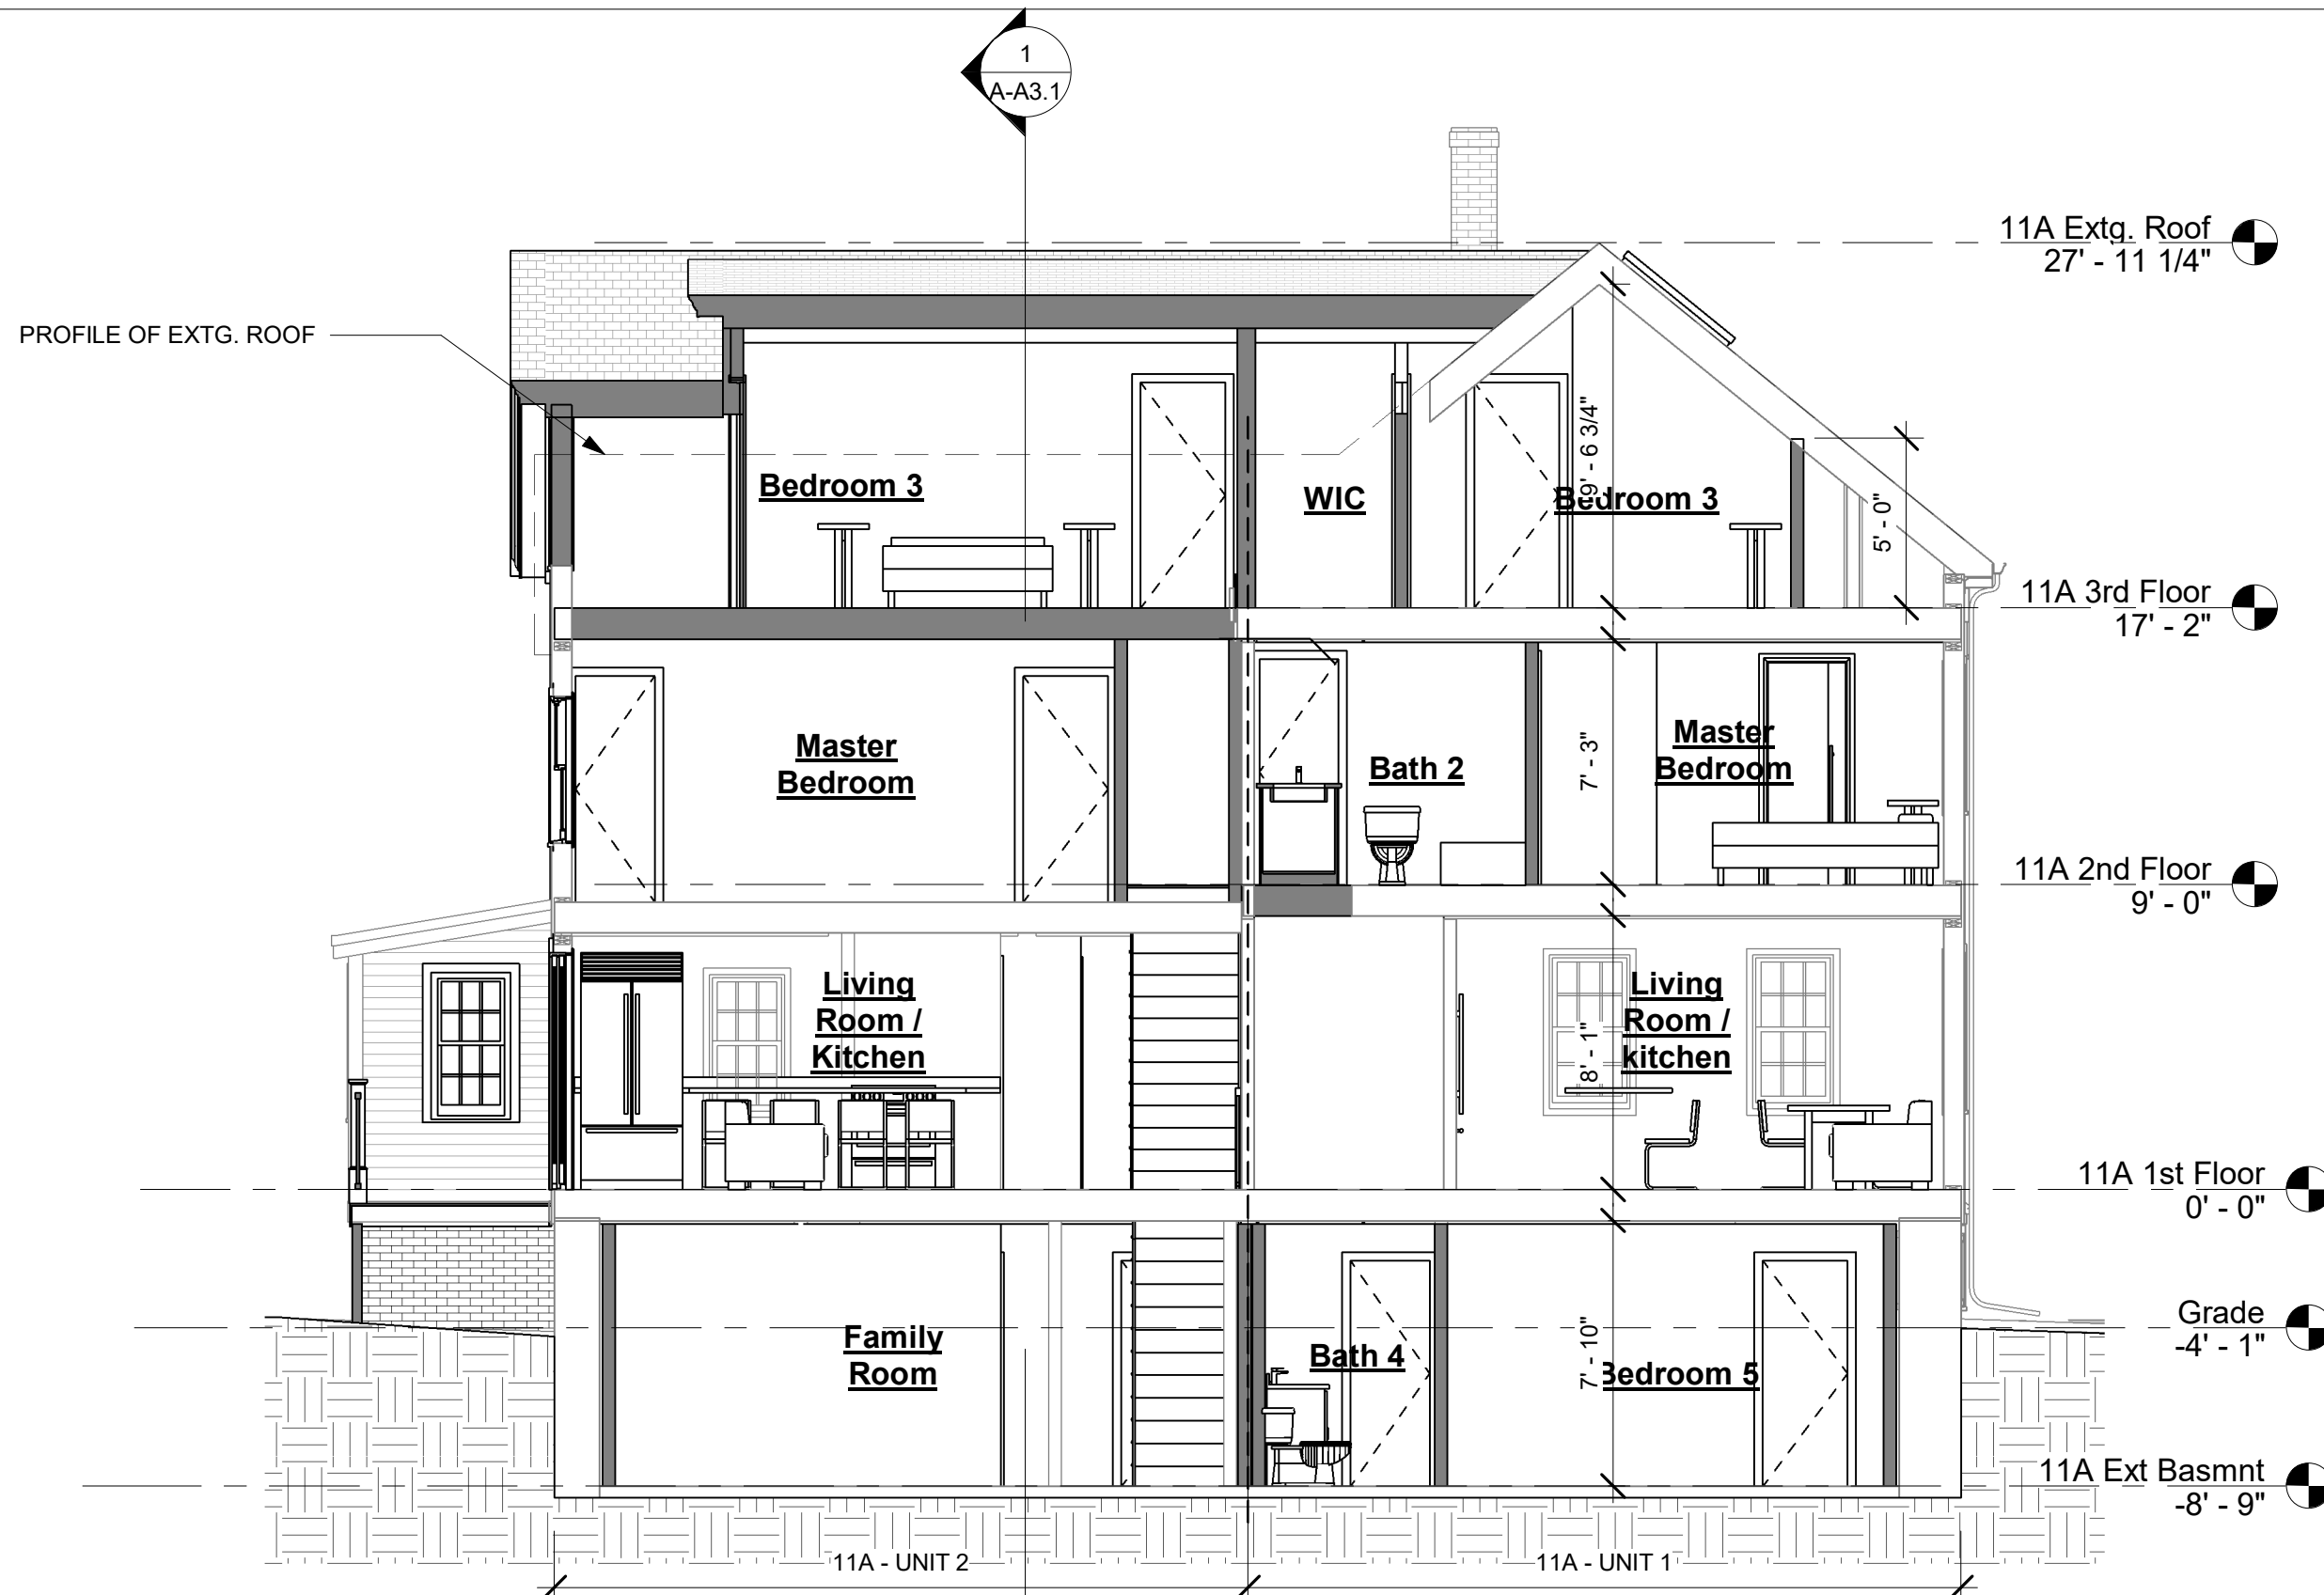 1
A-A3.1
11A Extg. Roof
27' - 11 1/4"
PROFILE OF EXTG. ROOF
9' - 6 3/4"
Bedroom 3
WIC
Bedroom 3
5' - 0"
11A 3rd Floor
17' - 2"
Master
Bedroom
Bath 2
7' - 3"
Master
Bedroom
11A 2nd Floor
9' - 0"
Living
Room /
Kitchen
8' - 1"
Living
Room /
kitchen
11A 1st Floor
0' - 0"
Grade
-4' - 1"
Family
Room
Bath 4
7' - 10"
Bedroom 5
11A Ext Basmnt
-8' - 9"
11A - UNIT 2
11A - UNIT 1